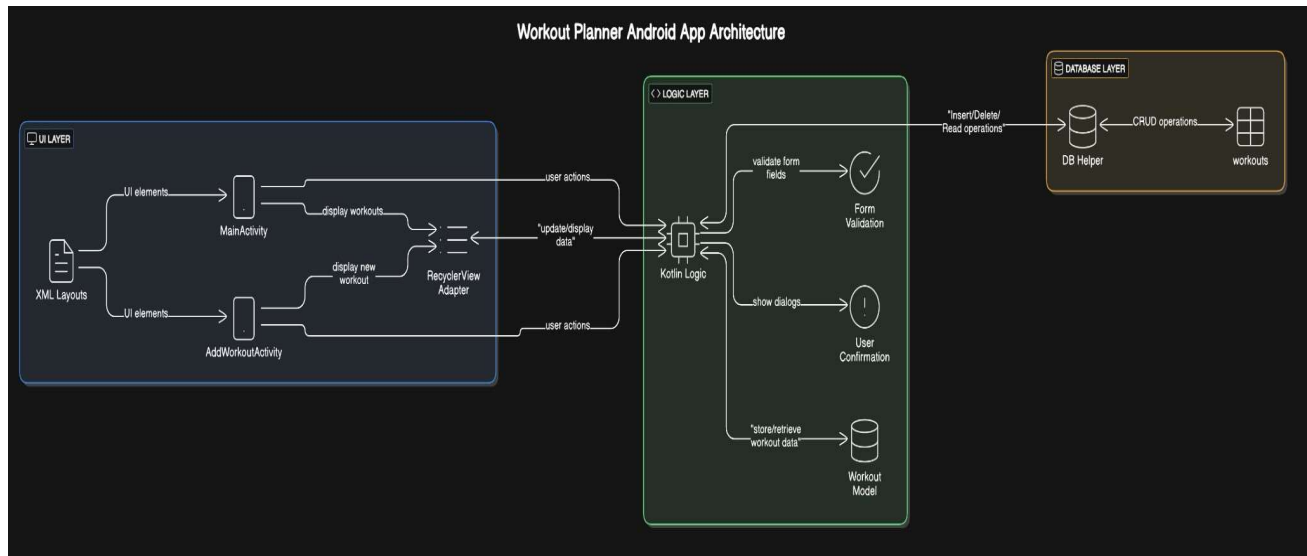 Workout Planner Android App Architecture
UI LAYER
XML Layouts
UI elements
UI elements
MainActivity
AddWorkoutActivity
display workouts
display new
workout
RecyclerView
Adapter
user actions
"update/display
data"
user actions
LOGIC LAYER
Kotlin Logic
validate form
fields
Form
Validation
show dialogs
User
Confirmation
"store/retrieve
workout data"
Workout
Model
"Insert/Delete/
Read operations"
DATABASE LAYER
DB Helper
CRUD operations
workouts